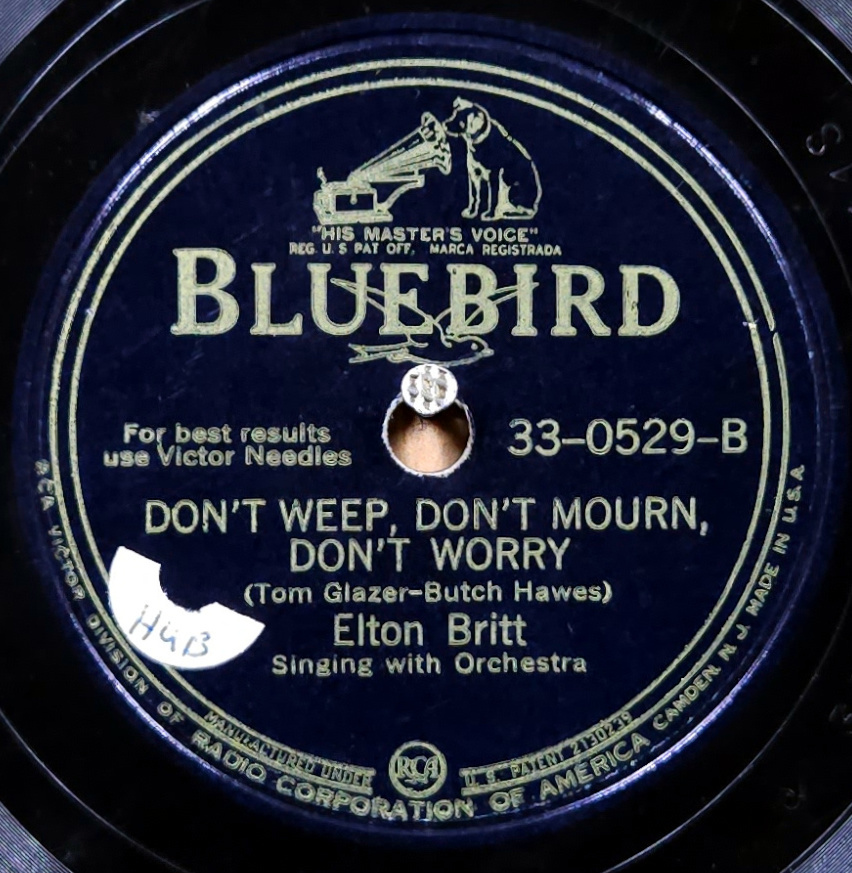 "HIS MASTER'S VOICE"
REG. U. S PAT OFF. MARCA REGISTRADA
BLUEBIRD
For best results
use Victor Needles
33-0529-B
DON'T WEEP, DON'T MOURN,
DON'T WORRY
(Tom Glazer-Butch Hawes)
Elton Britt
Singing with Orchestra
H4B
MANUFACTURED UNDER
RCA
U. S. PATENT 2130239
RCA VICTOR DIVISION OF RADIO CORPORATION OF AMERICA CAMDEN. N. J. MADE IN U.S.A